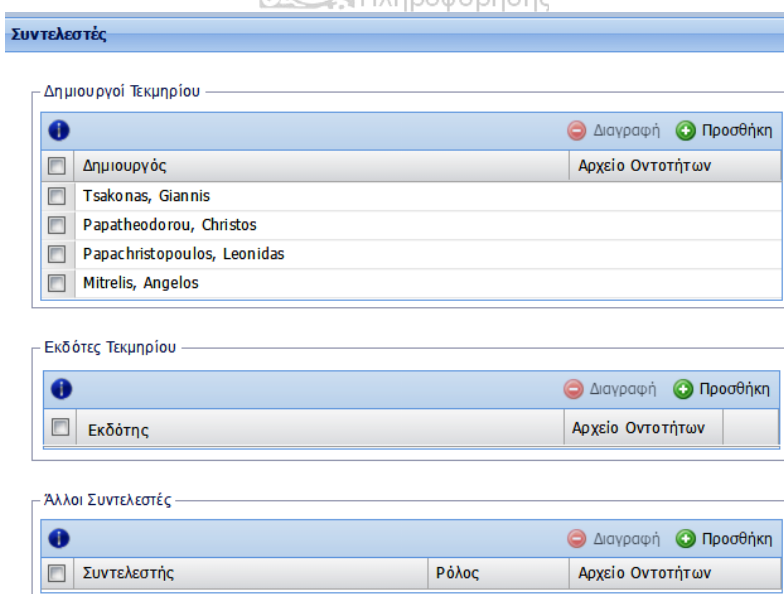 Πληροφόρησης
Συντελεστές
Δημιουργοί Τεκμηρίου
Διαγραφή Προσθήκη
Δημιουργός Αρχείο Οντοτήτων
Tsakonas, Giannis
Papatheodorou, Christos
Papachristopoulos, Leonidas
Mitrelis, Angelos
Εκδότες Τεκμηρίου
Διαγραφή Προσθήκη
Εκδότης Αρχείο Οντοτήτων
Άλλοι Συντελεστές
Διαγραφή Προσθήκη
Συντελεστής Ρόλος Αρχείο Οντοτήτων